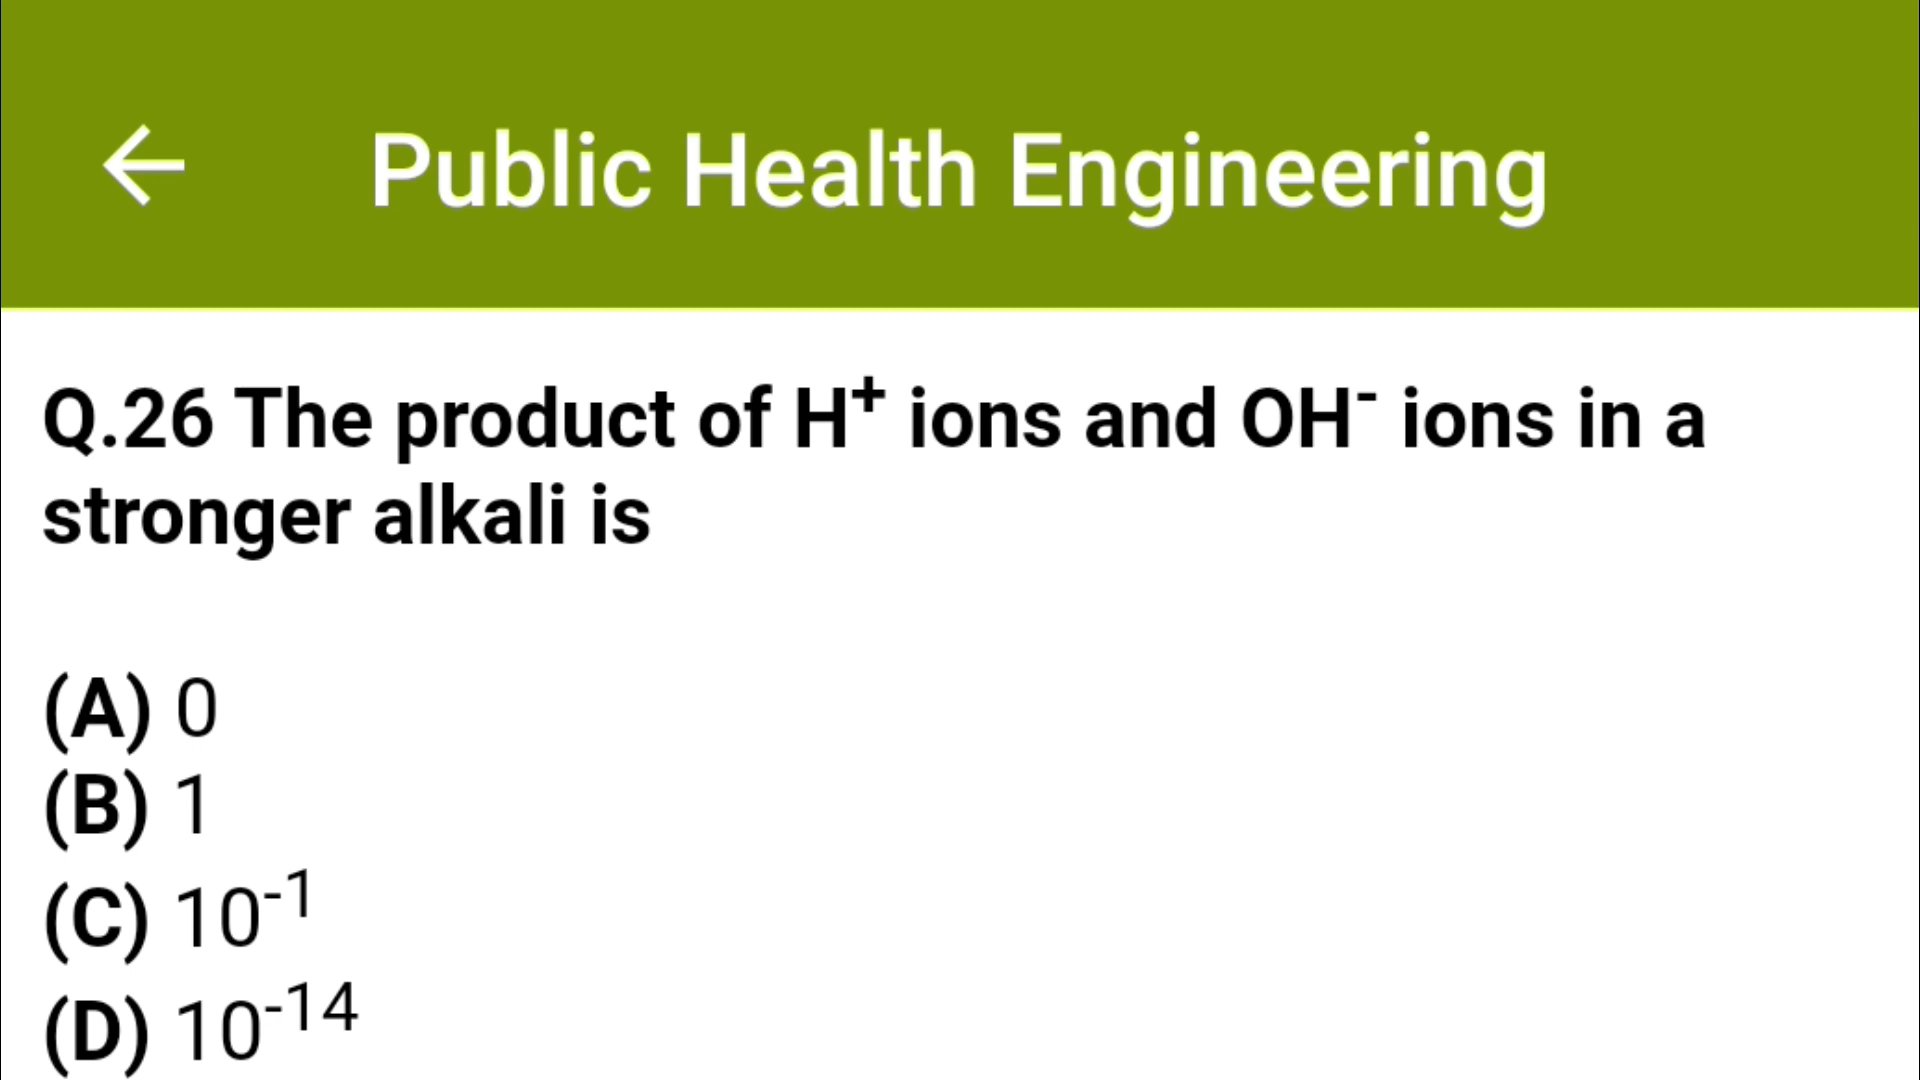 Public Health Engineering
Q.26 The product of H⁺ ions and OH⁻ ions in a
stronger alkali is
(A) 0
(B) 1
(C) 10⁻¹
(D) 10⁻¹⁴